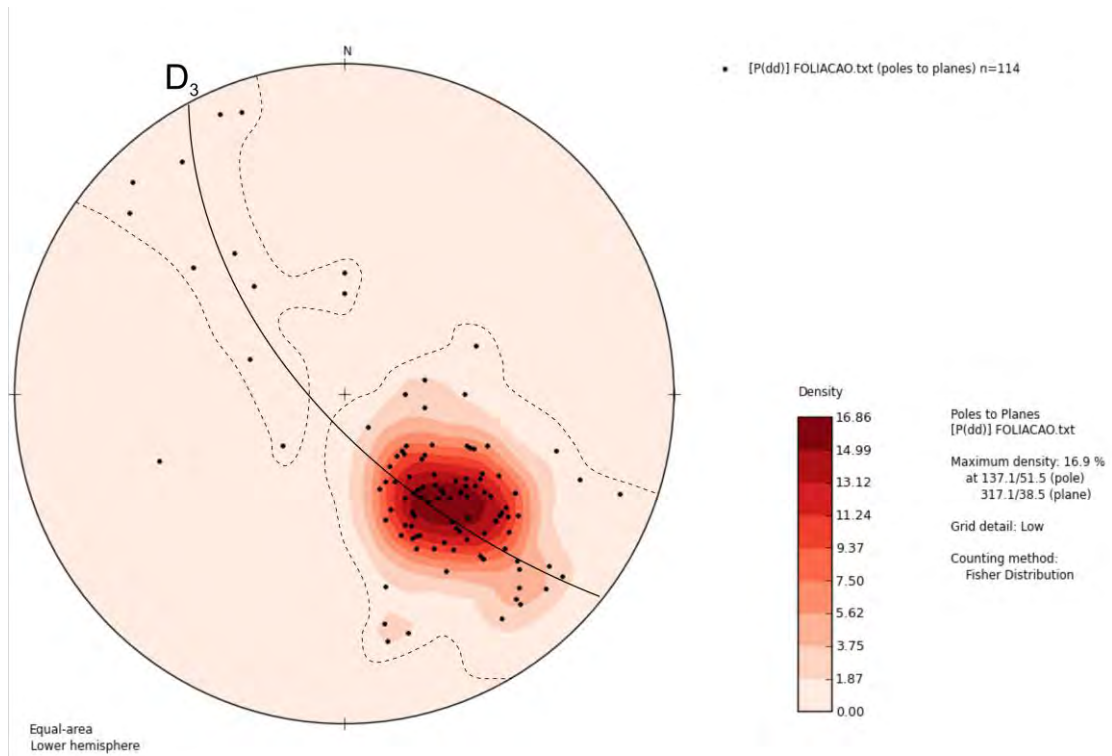 N
D3
[P(dd)] FOLIACAO.txt (poles to planes) n=114
Density
16.86
14.99
13.12
11.24
9.37
7.50
5.62
3.75
1.87
0.00
Poles to Planes
[P(dd)] FOLIACAO.txt
Maximum density: 16.9 %
at 137.1/51.5 (pole)
317.1/38.5 (plane)
Grid detail: Low
Counting method:
Fisher Distribution
Equal-area
Lower hemisphere